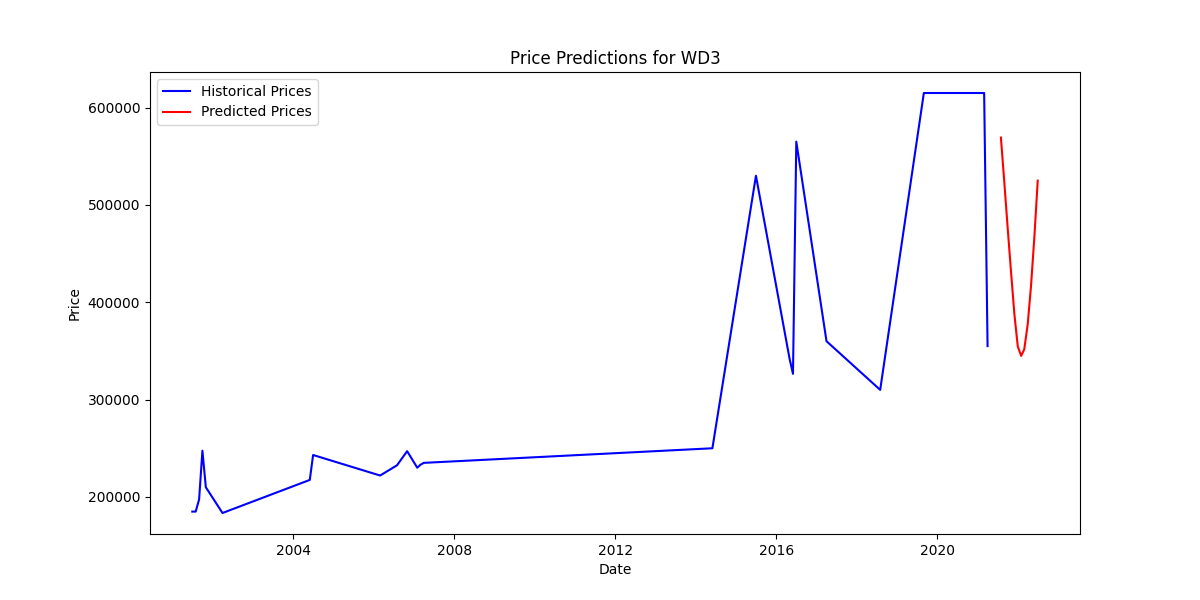 Price Predictions for WD3
Historical Prices
Predicted Prices
600000
500000
400000
300000
200000
Price
2004
2008
2012
2016
2020
Date